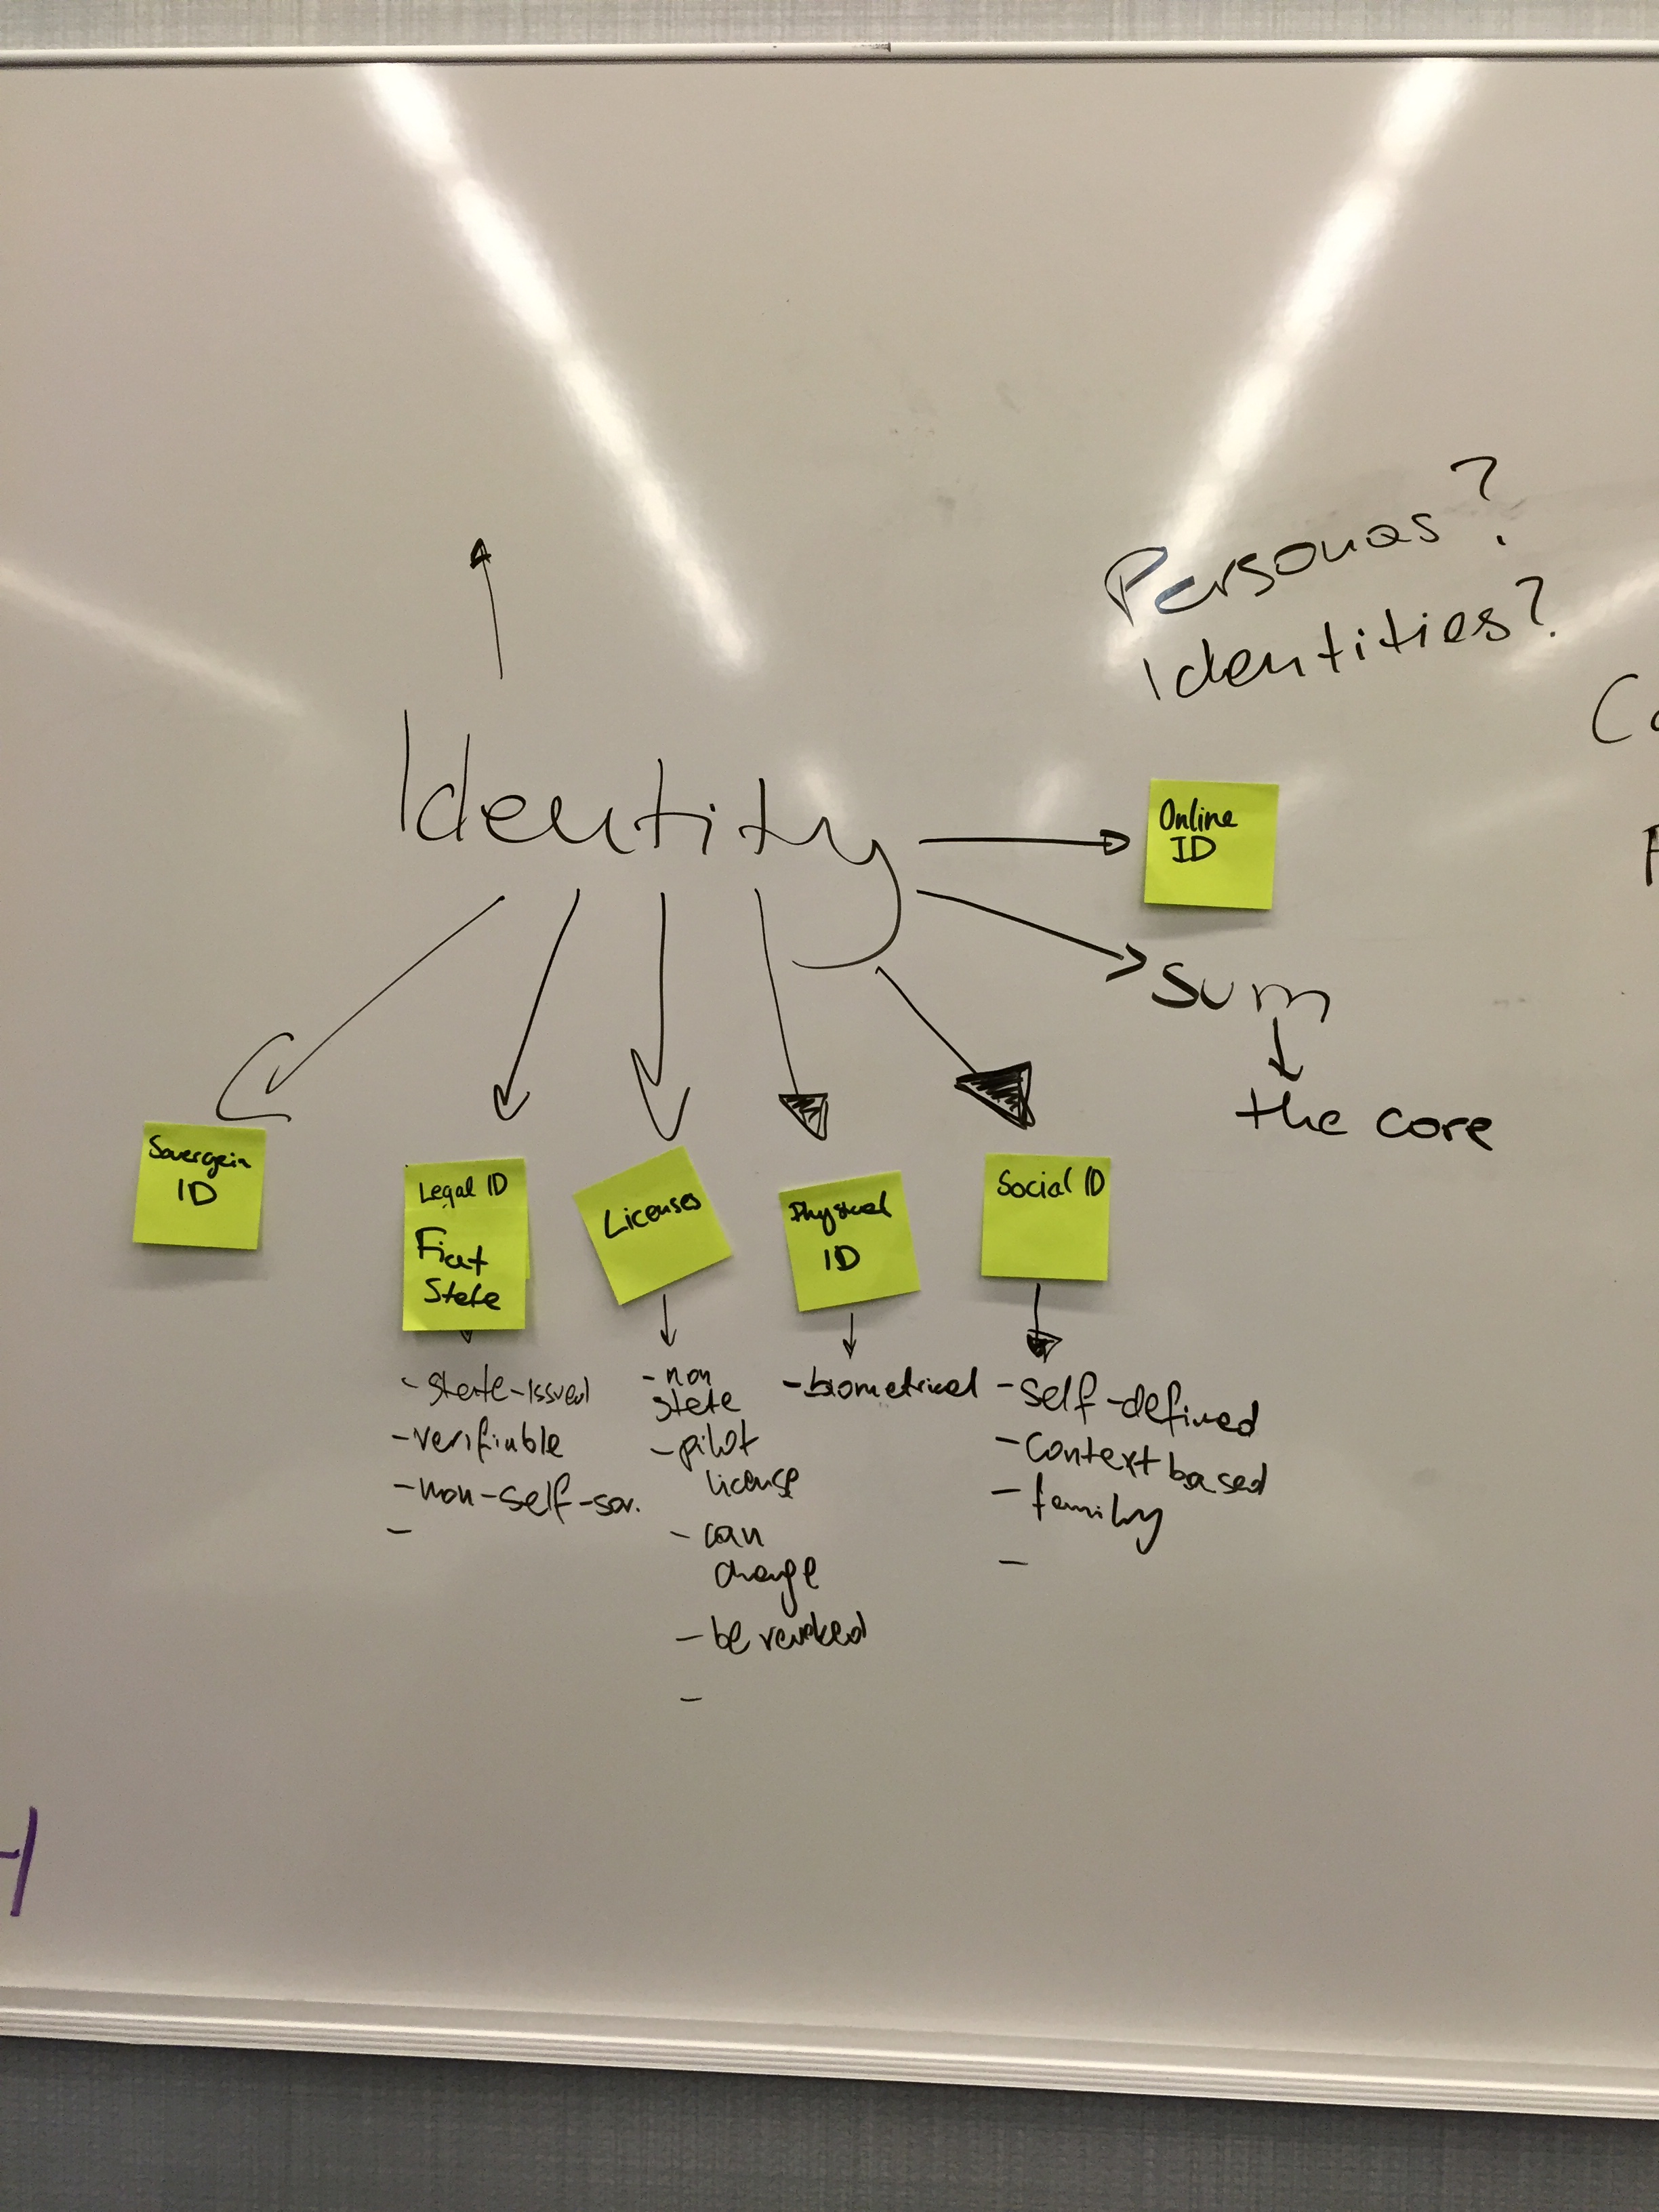 Personas?
Identities?
Identity
Online
ID
sum
the core
Sovergein
ID
Legal ID
Fiat
State
Licenses
Physical
ID
Social ID
- state-issued
- verifiable
- non-self-sov.
-
- non
state
- pilot
license
- can
change
- be revoked
-
- biometrical
- self-defined
- context based
- family
-